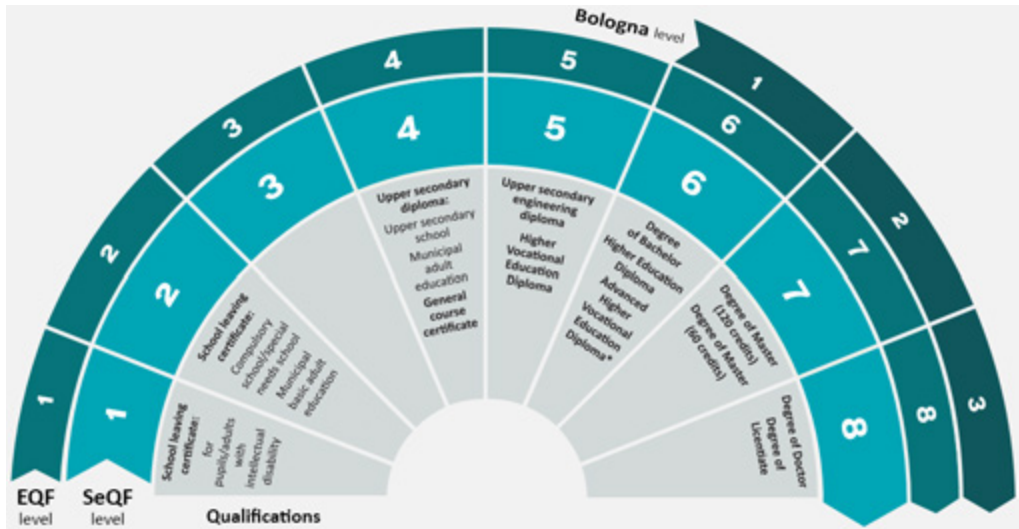 Bologna level
1
2
3
1
2
3
4
5
6
7
8
1
2
3
4
5
6
7
8
School leaving
certificate:
for
pupils/adults
with
intellectual
disability
School leaving
certificate:
Compulsory
school/special
needs school
Municipal
basic adult
education
Upper secondary
diploma:
Upper secondary
school
Municipal
adult
education
General
course
certificate
Upper secondary
engineering
diploma
Higher
Vocational
Education
Diploma
Degree
of Bachelor
Higher Education
Diploma
Advanced
Higher
Vocational
Education
Diploma*
Degree of Master
(120 credits)
Degree of Master
(60 credits)
Degree of Doctor
Degree of
Licentiate
EQF
level
SeQF
level
Qualifications